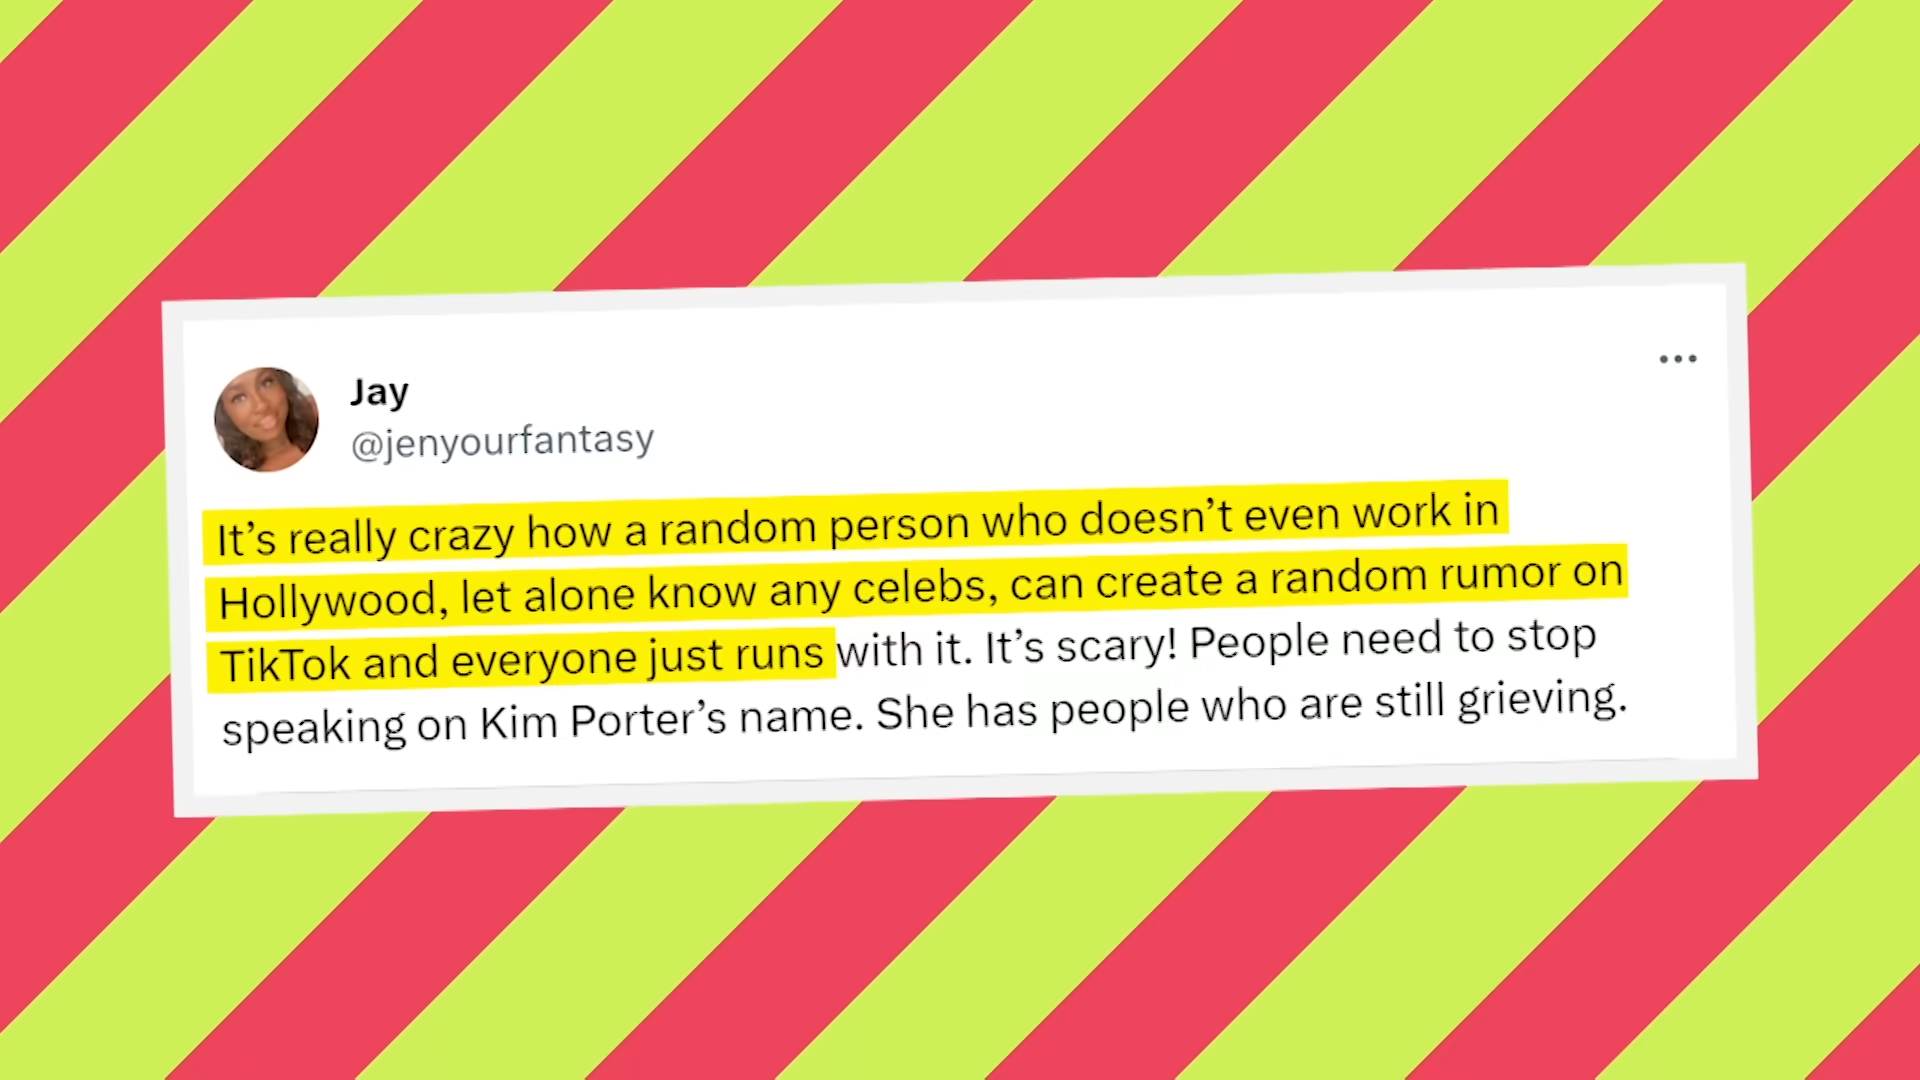 Jay
@jenyourfantasy
It’s really crazy how a random person who doesn’t even work in
Hollywood, let alone know any celebs, can create a random rumor on
TikTok and everyone just runs with it. It’s scary! People need to stop
speaking on Kim Porter’s name. She has people who are still grieving.